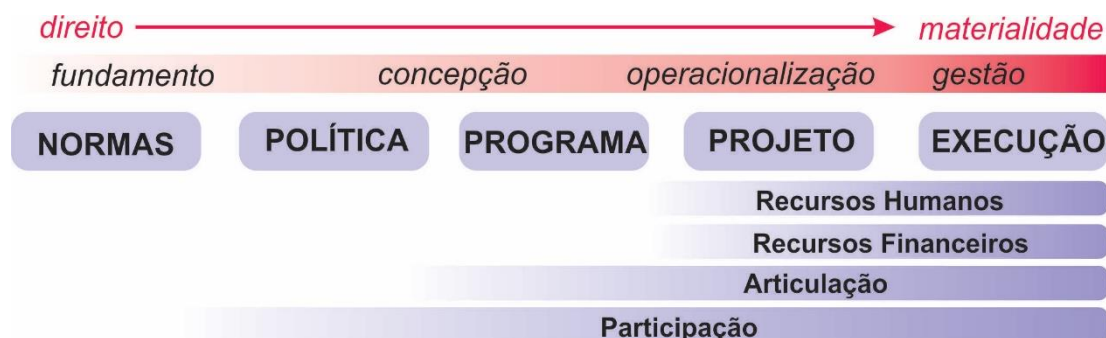 direito materialidade
fundamento concepção operacionalização gestão
NORMAS POLÍTICA PROGRAMA PROJETO EXECUÇÃO
Recursos Humanos
Recursos Financeiros
Articulação
Participação